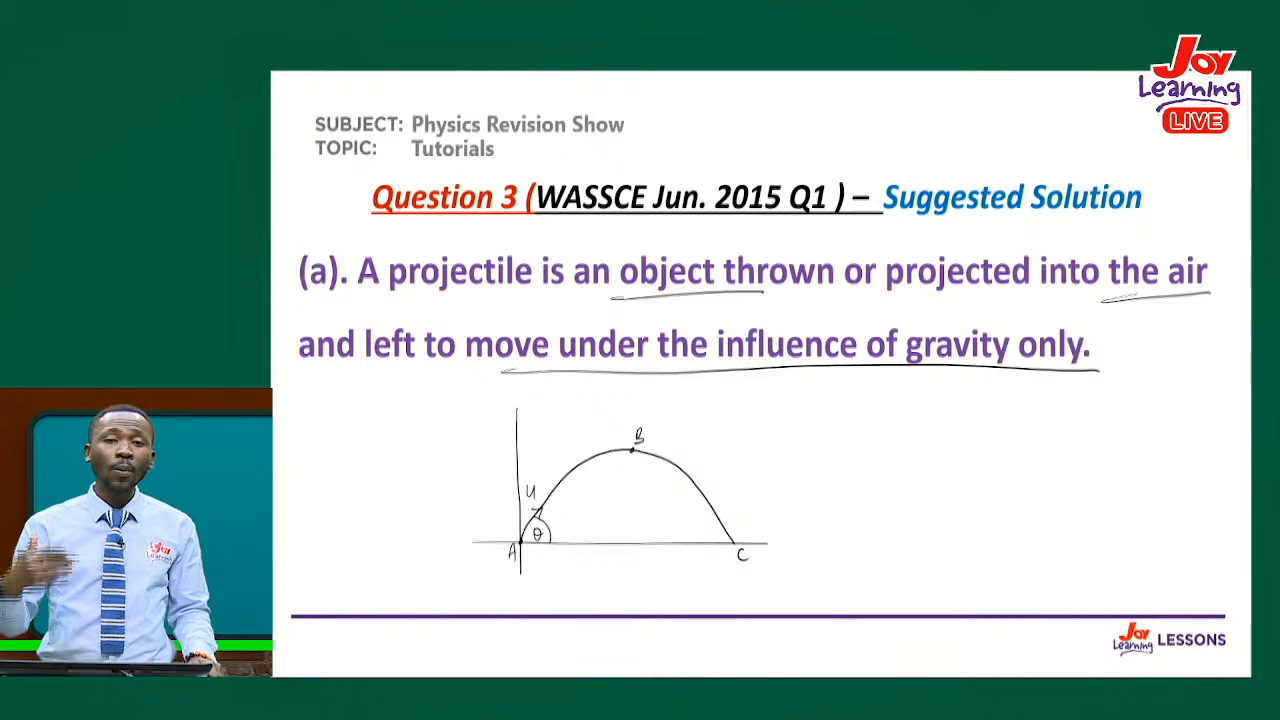 Joy
Learning
LIVE
SUBJECT: Physics Revision Show
TOPIC: Tutorials
Question 3 (WASSCE Jun. 2015 Q1 ) – Suggested Solution
(a). A projectile is an object thrown or projected into the air
and left to move under the influence of gravity only.
B
u
θ
A
C
Joy
Learning
Joy
Learning LESSONS